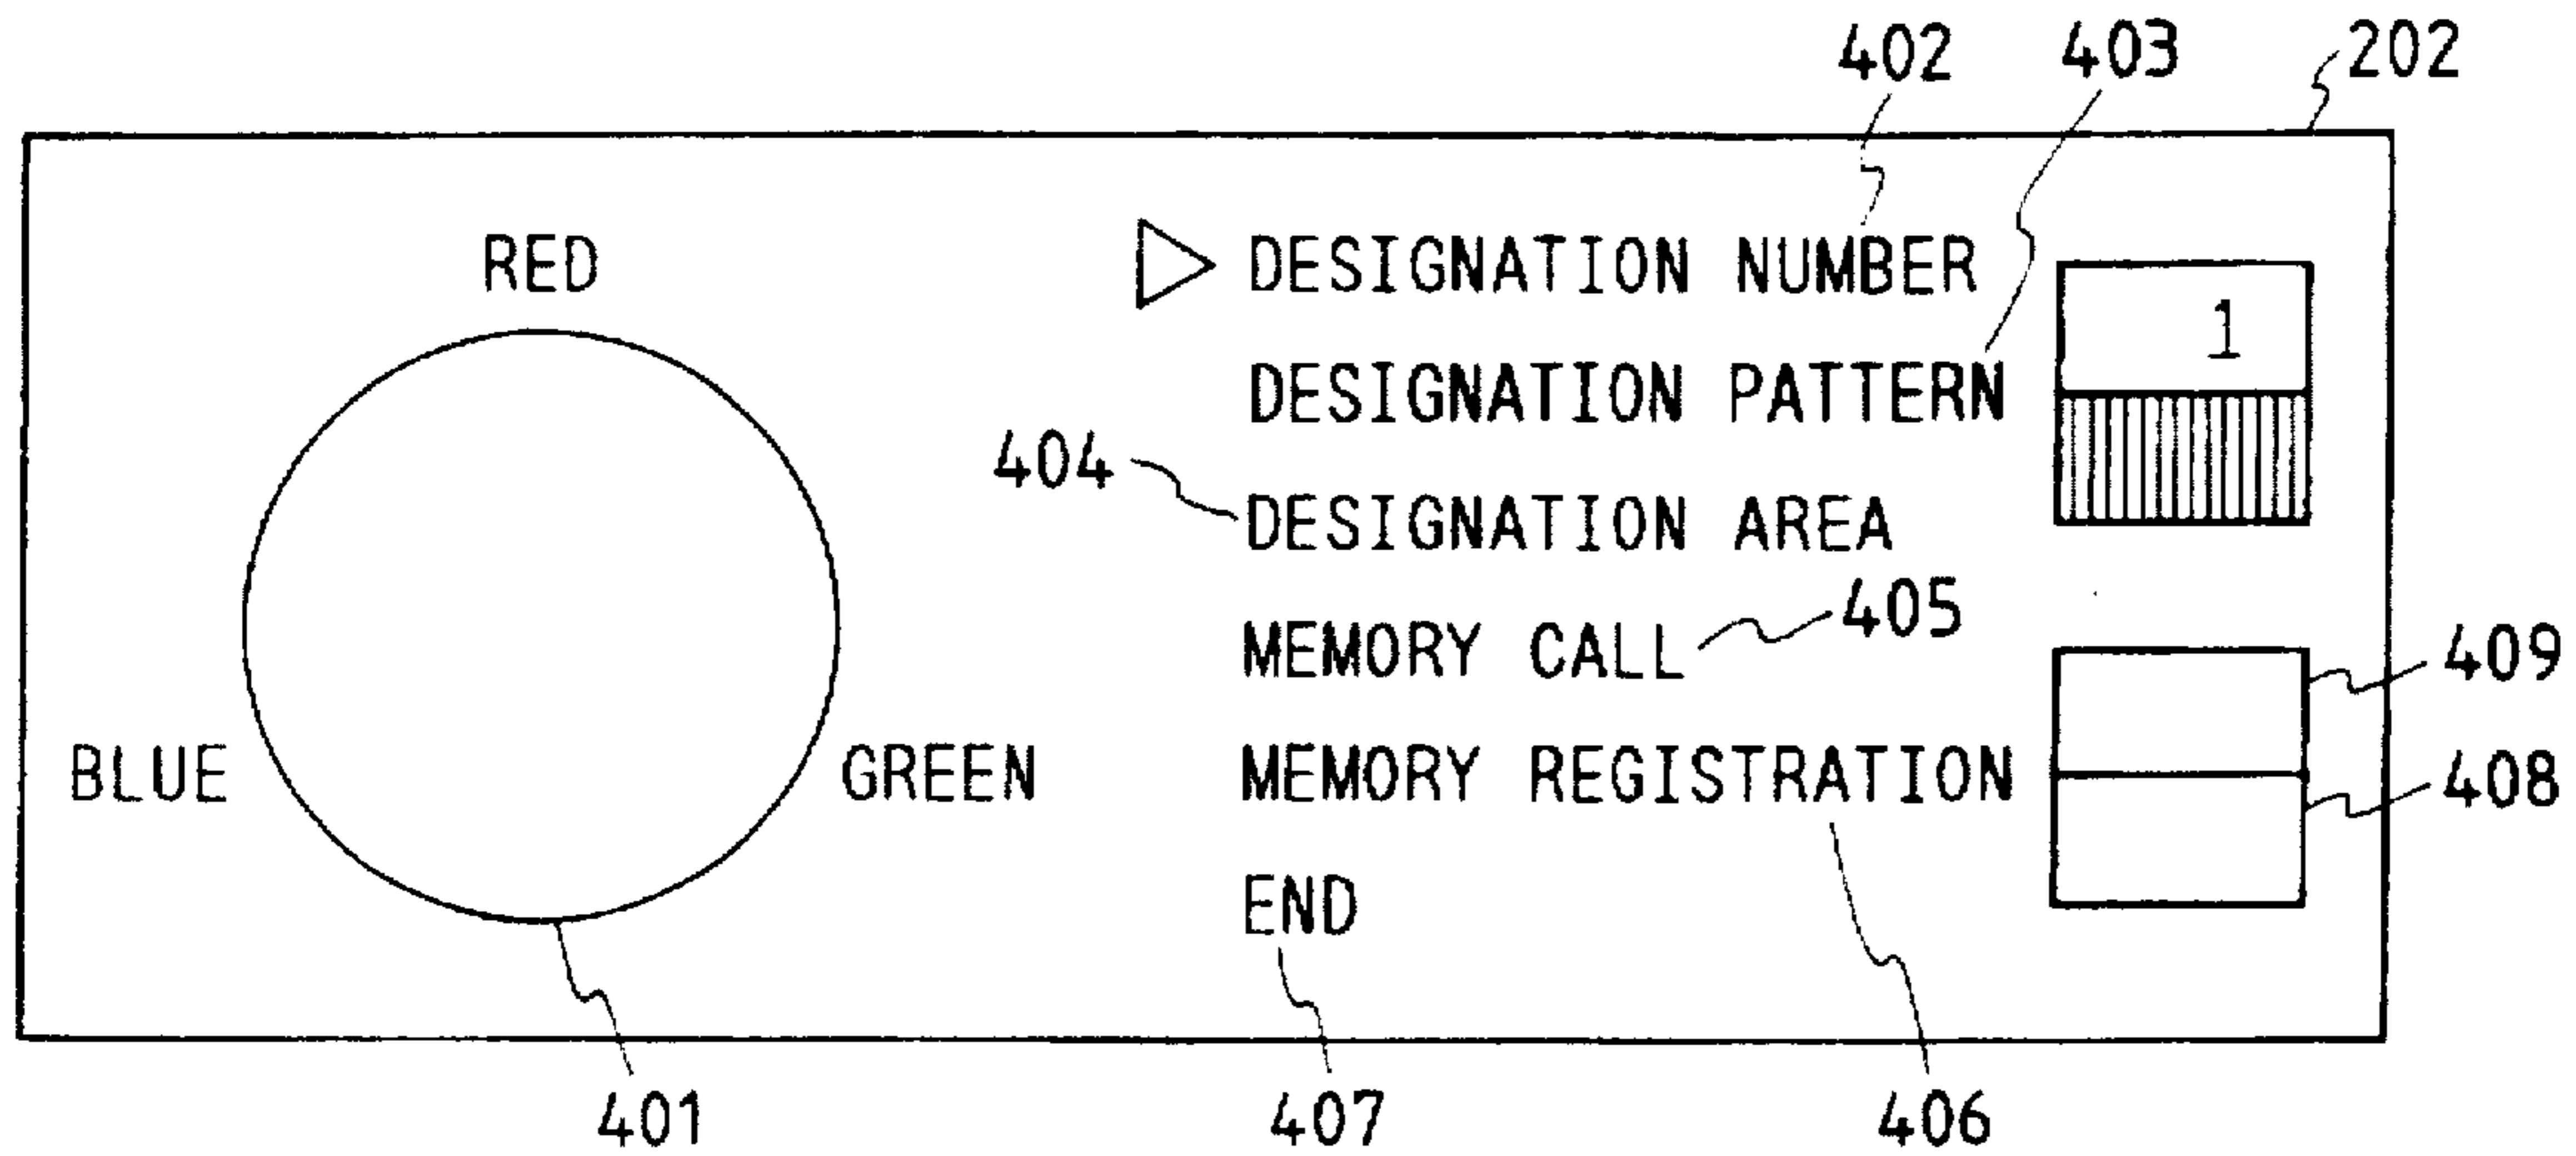 402 403 202
RED
DESIGNATION NUMBER
1
DESIGNATION PATTERN
404
DESIGNATION AREA
MEMORY CALL 405
409
BLUE GREEN
MEMORY REGISTRATION
408
END
401 407 406